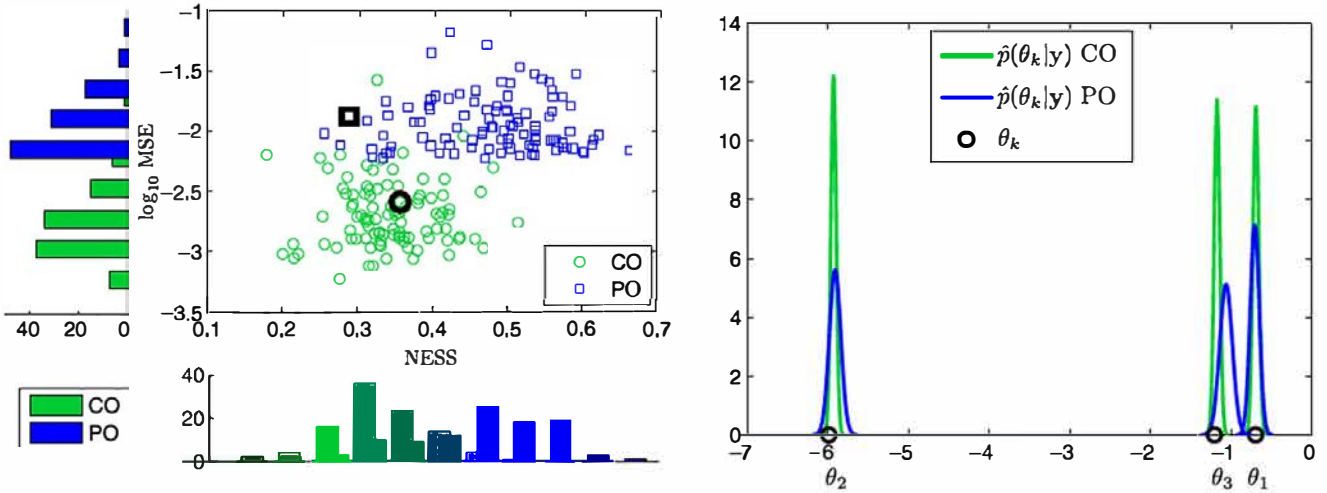 −1
−1.5
−2
−2.5
−3
−3.5
log₁₀ MSE
0.1 0.2 0.3 0.4 0.5 0.6 0.7
NESS
CO
PO
40 20 0
CO
PO
40
20
0
14
12
10
8
6
4
2
0
p̂(θₖ|y) CO
p̂(θₖ|y) PO
θₖ
−7 −6 −5 −4 −3 −2 −1 0
θ₂ θ₃ θ₁